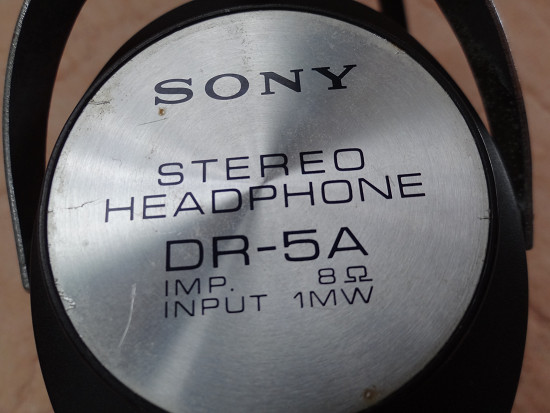 SONY
STEREO
HEADPHONE
DR-5A
IMP. 8Ω
INPUT 1MW